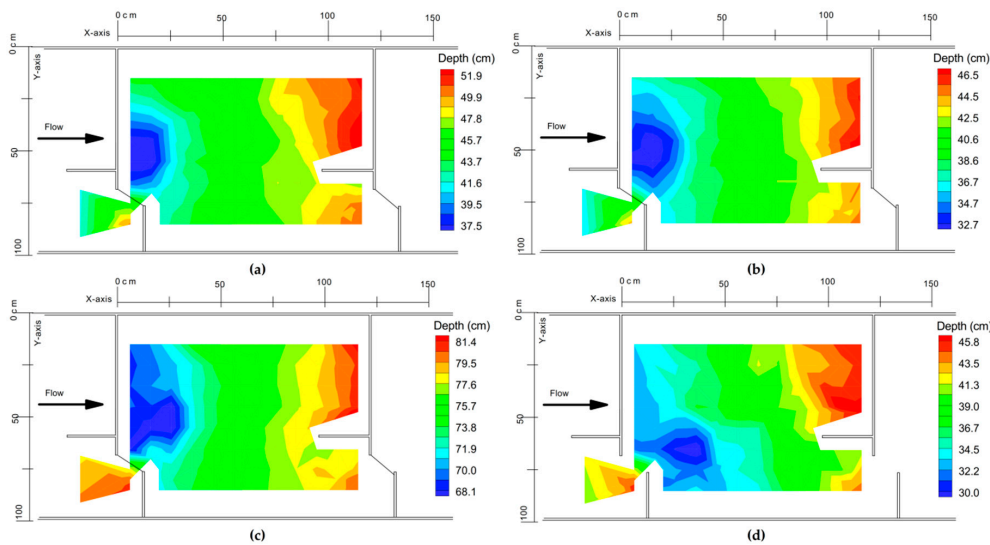 0 cm 50 100 150
X-axis
0 cm
Y-axis
50
100
Flow
Depth (cm)
51.9
49.9
47.8
45.7
43.6
41.6
39.5
37.5
(a)
0 cm 50 100 150
X-axis
0 cm
Y-axis
50
100
Flow
Depth (cm)
46.5
44.5
42.5
40.6
38.6
36.7
34.7
32.7
(b)
0 cm 50 100 150
X-axis
0 cm
Y-axis
50
100
Flow
Depth (cm)
81.4
79.5
77.6
75.7
73.8
71.9
70.0
68.1
(c)
0 cm 50 100 150
X-axis
0 cm
Y-axis
50
100
Flow
Depth (cm)
45.8
43.5
41.3
39.0
36.7
34.5
32.2
30.0
(d)